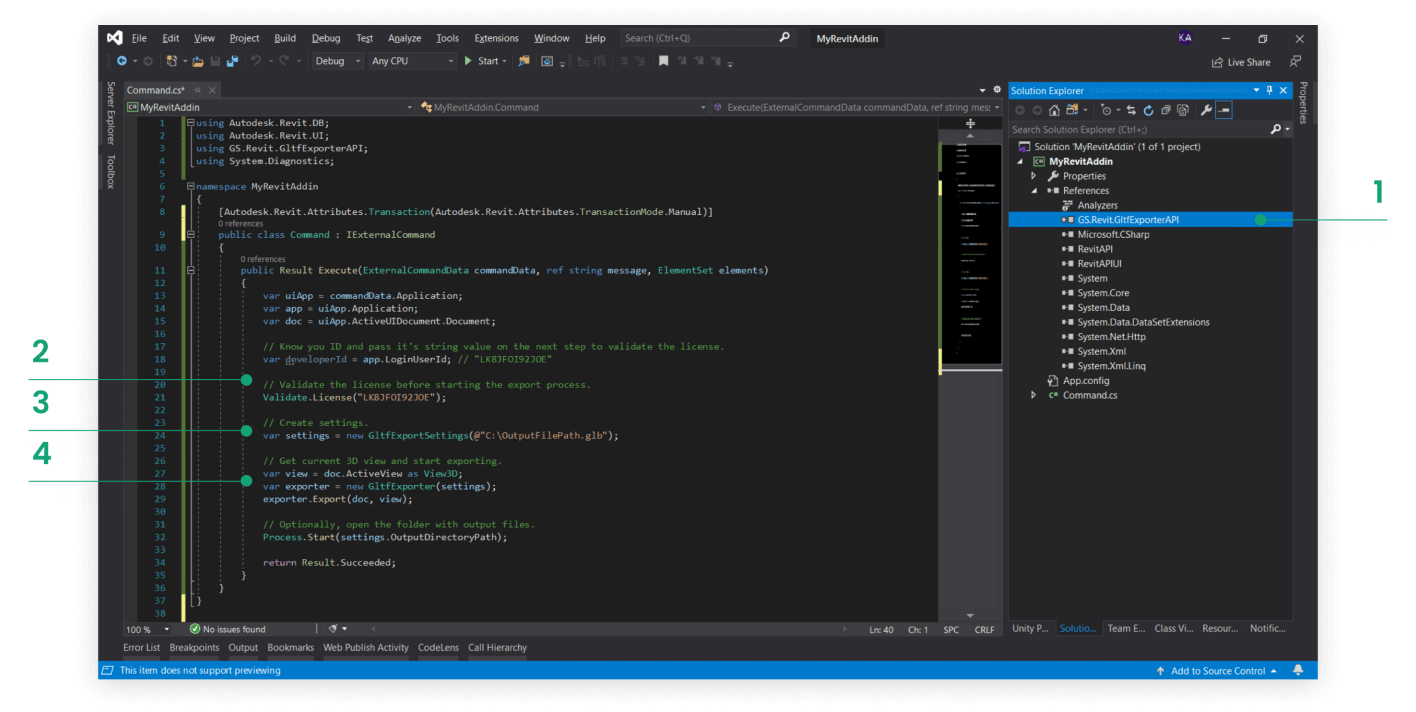 File Edit View Project Build Debug Test Analyze Tools Extensions Window Help Search (Ctrl+Q) MyRevitAddin KA
Debug Any CPU Start Live Share
Server Explorer
Toolbox
Command.cs*
MyRevitAddin MyRevitAddin.Command Execute(ExternalCommandData commandData, ref string mes
1 using Autodesk.Revit.DB;
2 using Autodesk.Revit.UI;
3 using GS.Revit.GltfExporterAPI;
4 using System.Diagnostics;
5
6 namespace MyRevitAddin
7 {
8 [Autodesk.Revit.Attributes.Transaction(Autodesk.Revit.Attributes.TransactionMode.Manual)]
0 references
9 public class Command : IExternalCommand
10 {
0 references
11 public Result Execute(ExternalCommandData commandData, ref string message, ElementSet elements)
12 {
13 var uiApp = commandData.Application;
14 var app = uiApp.Application;
15 var doc = uiApp.ActiveUIDocument.Document;
16
17 // Know you ID and pass it's string value on the next step to validate the license.
18 var developerId = app.LoginUserId; // "LK8JFOI92JOE"
19
20 // Validate the license before starting the export process.
21 Validate.License("LK8JFOI92JOE");
22
23 // Create settings.
24 var settings = new GltfExportSettings(@"C:\OutputFilePath.glb");
25
26 // Get current 3D view and start exporting.
27 var view = doc.ActiveView as View3D;
28 var exporter = new GltfExporter(settings);
29 exporter.Export(doc, view);
30
31 // Optionally, open the folder with output files.
32 Process.Start(settings.OutputDirectoryPath);
33
34 return Result.Succeeded;
35 }
36 }
37 }
38
2
3
4
100 % No issues found Ln: 40 Ch: 1 SPC CRLF
Error List Breakpoints Output Bookmarks Web Publish Activity CodeLens Call Hierarchy
This item does not support previewing Add to Source Control
Solution Explorer
Search Solution Explorer (Ctrl+;)
Solution 'MyRevitAddin' (1 of 1 project)
MyRevitAddin
Properties
References
Analyzers
GS.Revit.GltfExporterAPI
Microsoft.CSharp
RevitAPI
RevitAPIUI
System
System.Core
System.Data
System.Data.DataSetExtensions
System.Net.Http
System.Xml
System.Xml.Linq
App.config
C# Command.cs
Unity P... Solutio... Team E... Class Vi... Resour... Notific...
Properties
1